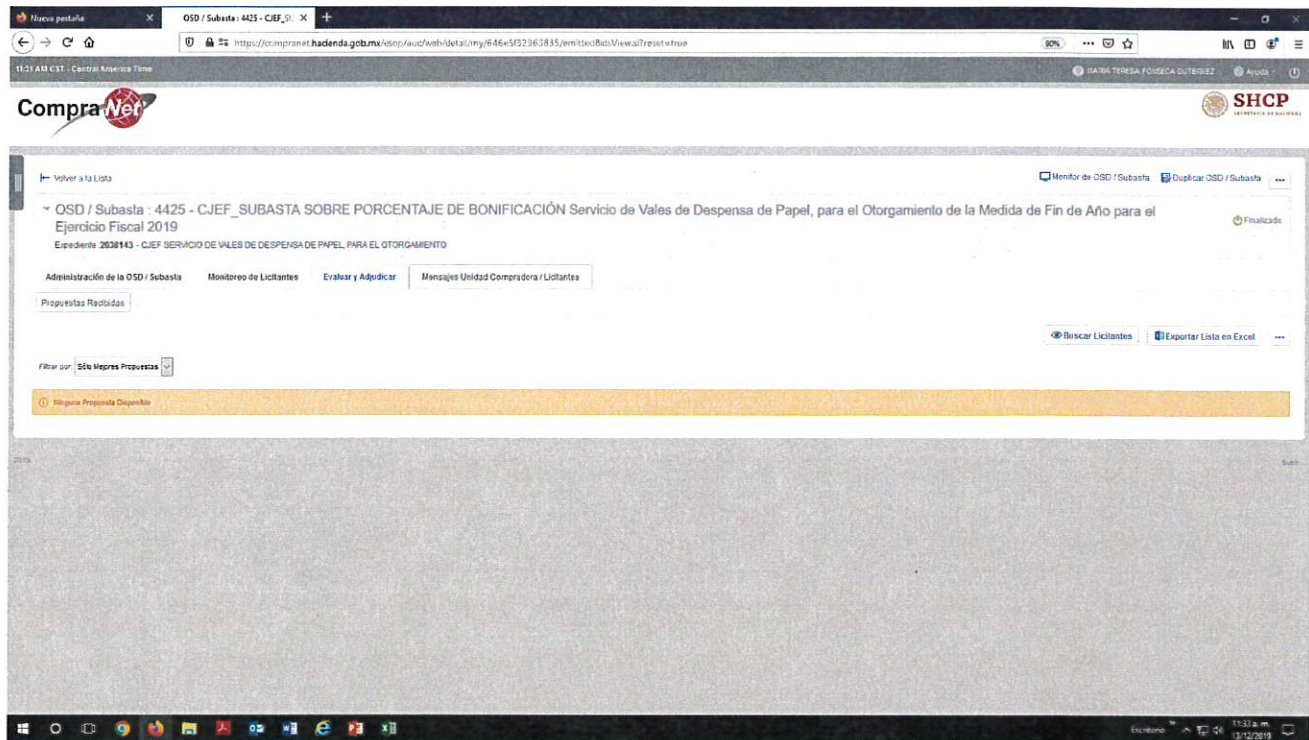 Nueva pestaña
OSD / Subasta : 4425 - CJEF_SU
https://compranet.hacienda.gob.mx/esop/auc/web/detail/my/646e5f32363835/emittedBidsView.si?reset=true
90%
11:21 AM CST - Central America Time
MARIA TERESA FONSECA GUTIERREZ
Ayuda
CompraNet
SHCP
Volver a la Lista
Monitor de OSD / Subasta
Duplicar OSD / Subasta
OSD / Subasta : 4425 - CJEF_SUBASTA SOBRE PORCENTAJE DE BONIFICACIÓN Servicio de Vales de Despensa de Papel, para el Otorgamiento de la Medida de Fin de Año para el
Ejercicio Fiscal 2019
Finalizada
Expediente :2038143 - CJEF SERVICIO DE VALES DE DESPENSA DE PAPEL, PARA EL OTORGAMIENTO
Administración de la OSD / Subasta
Monitoreo de Licitantes
Evaluar y Adjudicar
Mensajes Unidad Compradora / Licitantes
Propuestas Recibidas
Buscar Licitantes
Exportar Lista en Excel
Filtrar por: Sólo Mejores Propuestas
Ninguna Propuesta Disponible
Subir
Escritorio
11:33 a. m.
13/12/2019